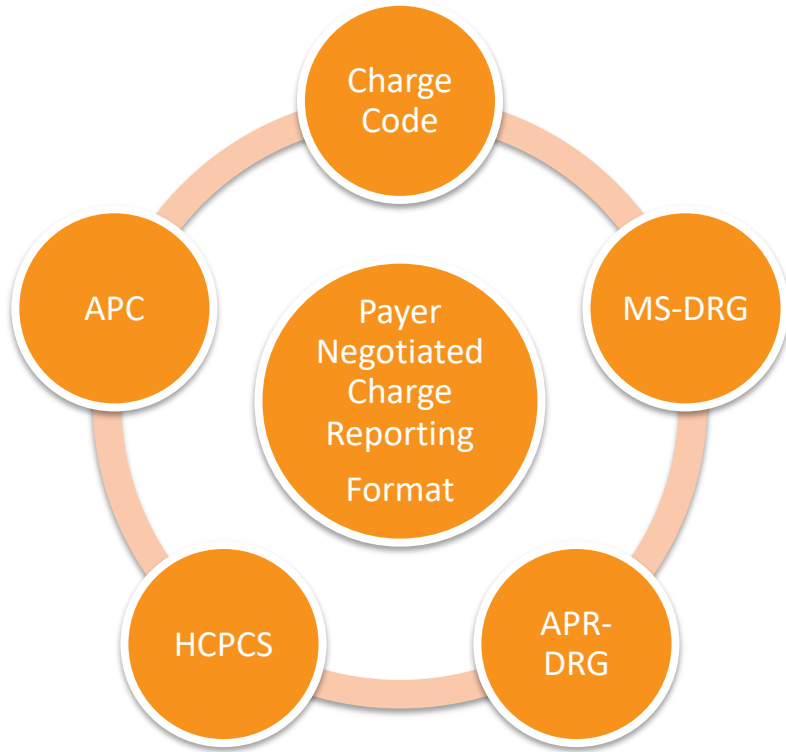 Charge
Code
MS-DRG
APR-
DRG
HCPCS
APC
Payer
Negotiated
Charge
Reporting
Format